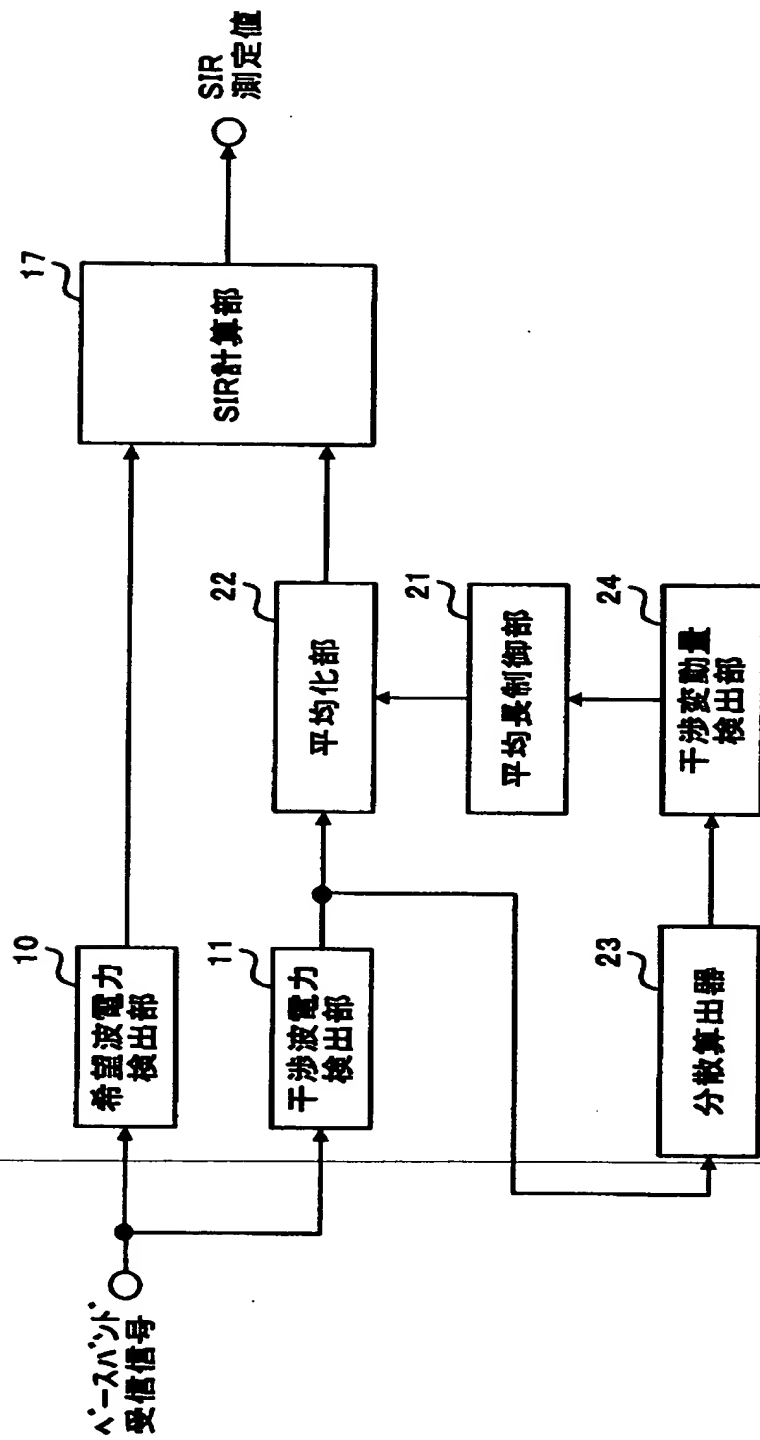 ベースバンド
受信信号
10
希望波電力
検出部
11
干渉波電力
検出部
22
平均化部
17
SIR計算部
SIR
測定値
21
平均長制御部
23
分散算出器
24
干渉変動量
検出部